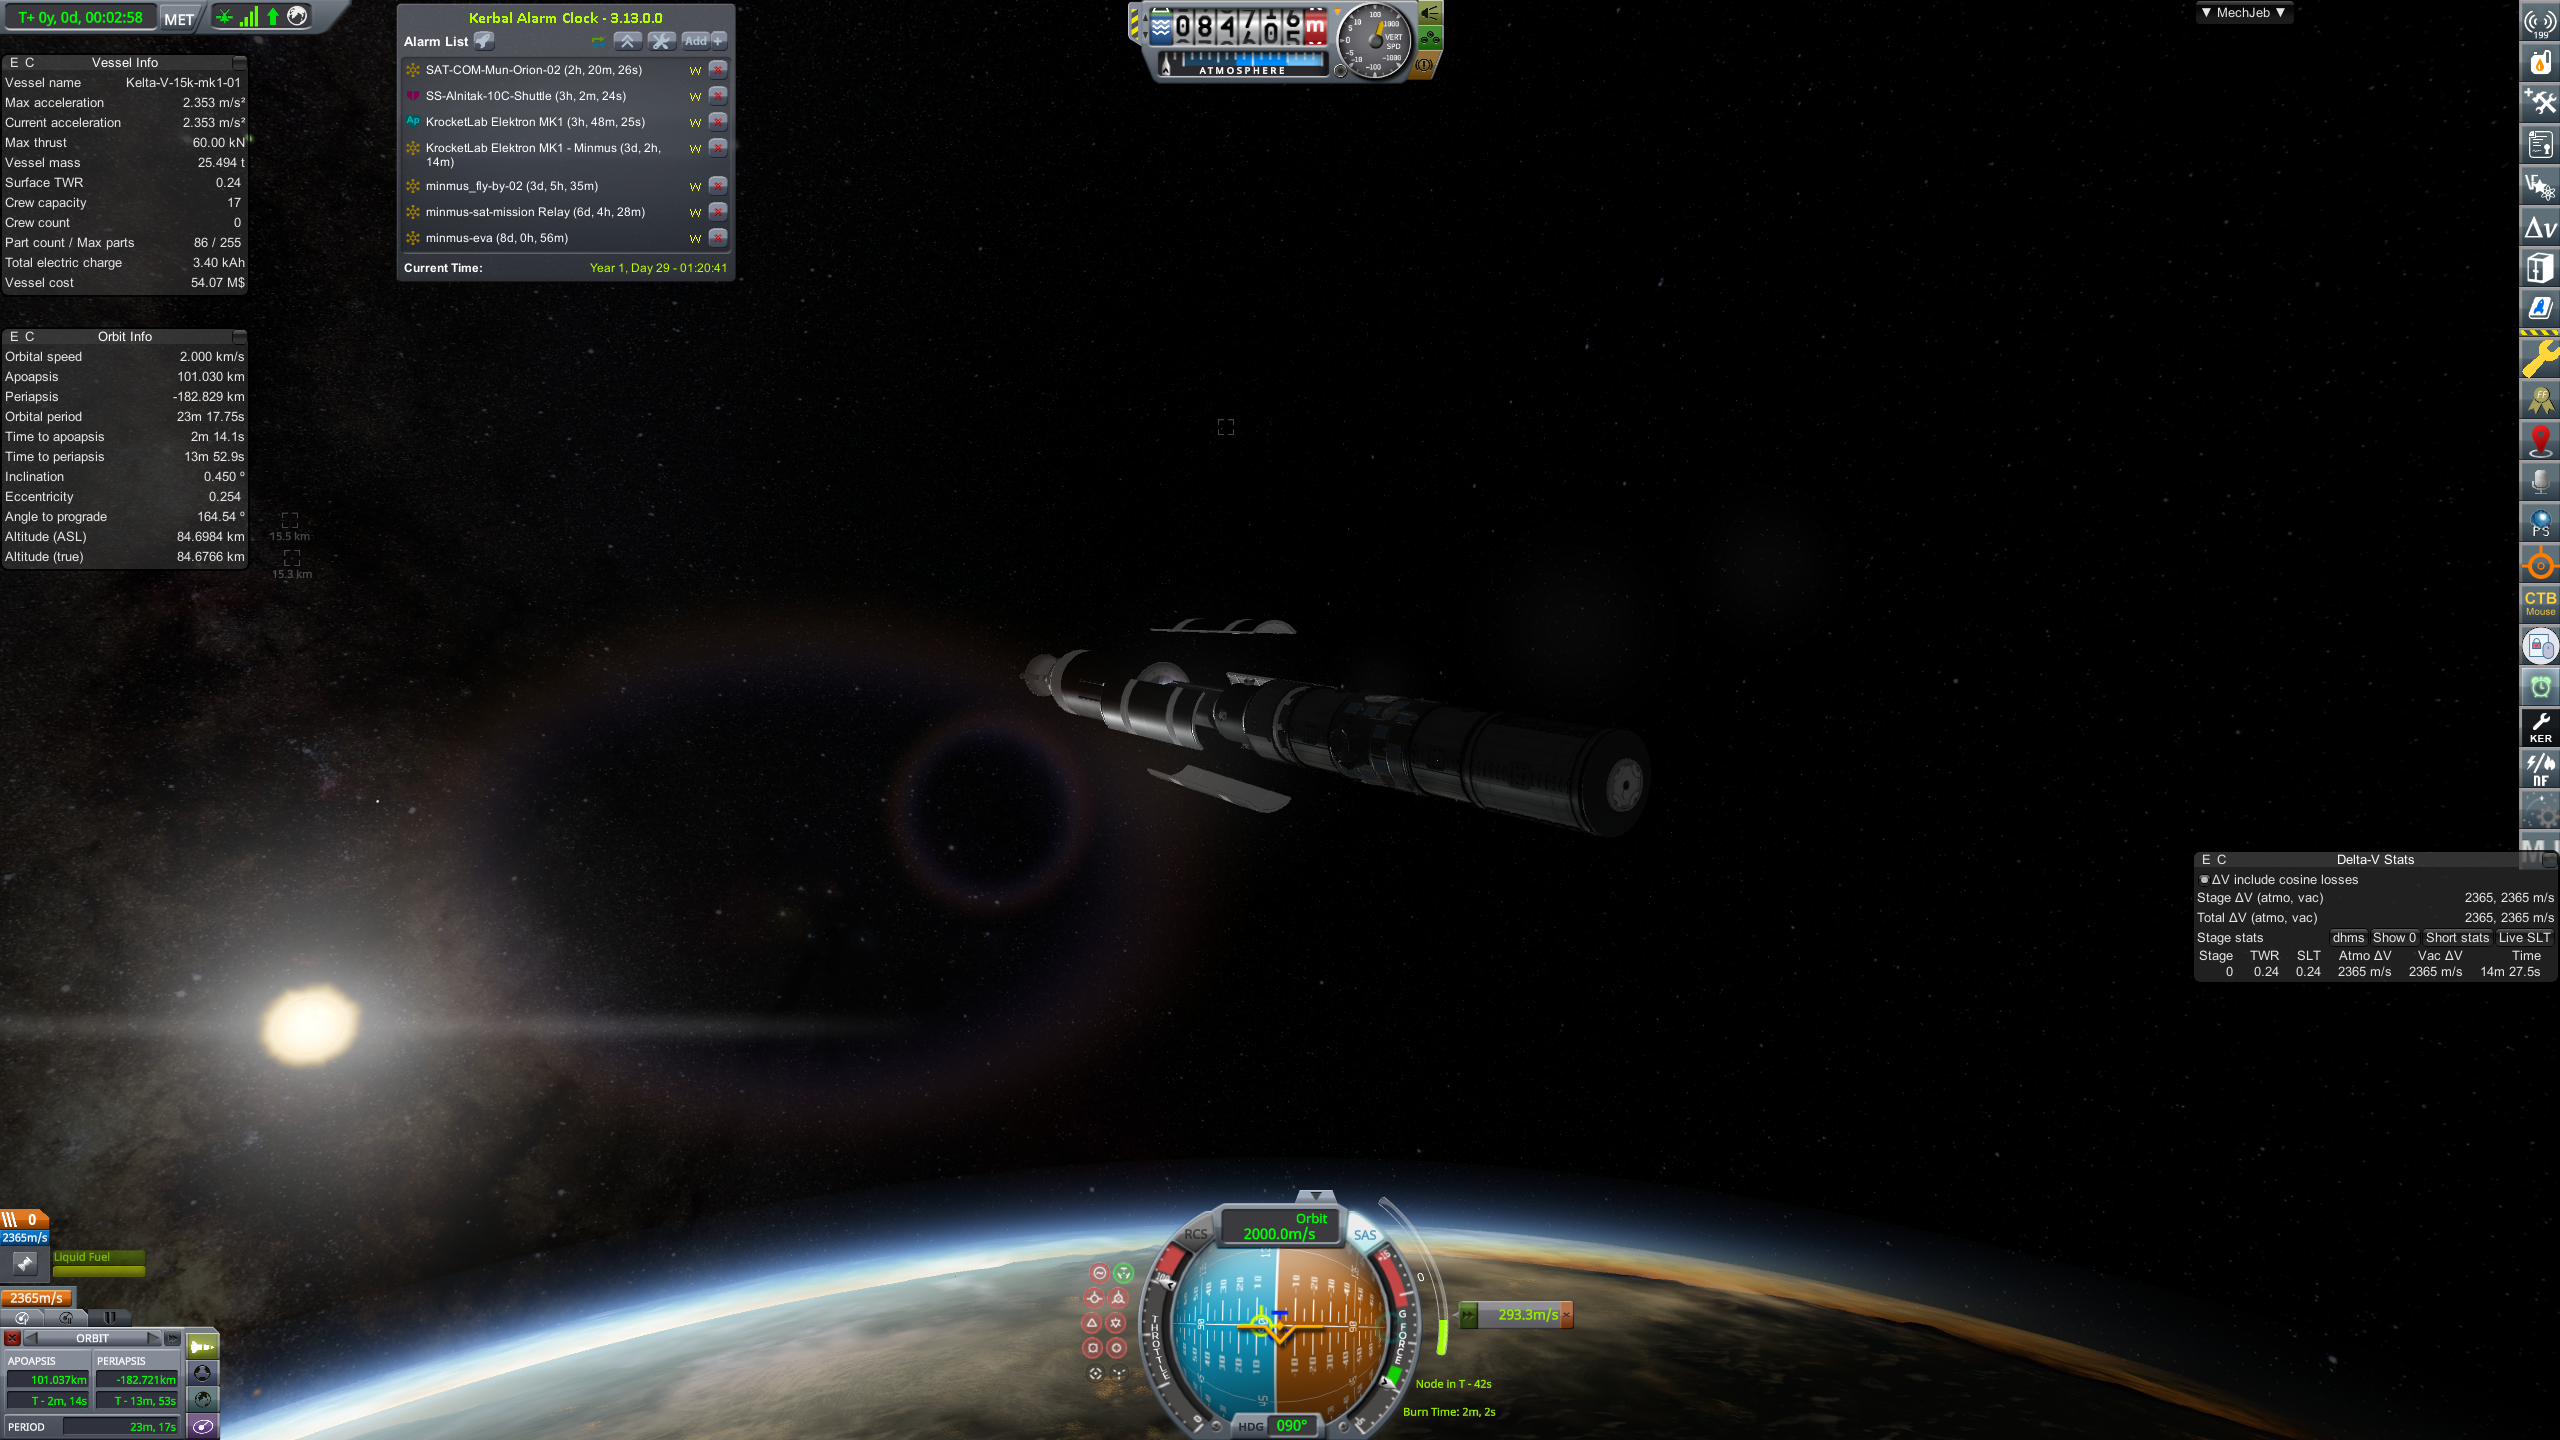 T+ 0y, 0d, 00:02:58
MET
E C Vessel Info
Vessel name Kelta-V-15k-mk1-01
Max acceleration 2.353 m/s²
Current acceleration 2.353 m/s²
Max thrust 60.00 kN
Vessel mass 25.494 t
Surface TWR 0.24
Crew capacity 17
Crew count 0
Part count / Max parts 86 / 255
Total electric charge 3.40 kAh
Vessel cost 54.07 M$
E C Orbit Info
Orbital speed 2.000 km/s
Apoapsis 101.030 km
Periapsis -182.829 km
Orbital period 23m 17.75s
Time to apoapsis 2m 14.1s
Time to periapsis 13m 52.9s
Inclination 0.450 º
Eccentricity 0.254
Angle to prograde 164.54 º
Altitude (ASL) 84.6984 km
Altitude (true) 84.6766 km
15.5 km
15.3 km
Kerbal Alarm Clock - 3.13.0.0
Alarm List Add +
SAT-COM-Mun-Orion-02 (2h, 20m, 26s) W
SS-Alnitak-10C-Shuttle (3h, 2m, 24s) W
Ap KrocketLab Elektron MK1 (3h, 48m, 25s) W
KrocketLab Elektron MK1 - Minmus (3d, 2h, W
14m)
minmus_fly-by-02 (3d, 5h, 35m) W
minmus-sat-mission Relay (6d, 4h, 28m) W
minmus-eva (8d, 0h, 56m) W
Current Time: Year 1, Day 29 - 01:20:41
m
ATMOSPHERE
VERT
SPD
▼ MechJeb ▼
199
Δv
FF
PS
CTB
Mouse
KER
NF
E C Delta-V Stats
ΔV include cosine losses
Stage ΔV (atmo, vac) 2365, 2365 m/s
Total ΔV (atmo, vac) 2365, 2365 m/s
Stage stats dhms Show 0 Short stats Live SLT
Stage TWR SLT Atmo ΔV Vac ΔV Time
0 0.24 0.24 2365 m/s 2365 m/s 14m 27.5s
0
2365m/s
Liquid Fuel
2365m/s
ORBIT
APOAPSIS PERIAPSIS
101.037km -182.721km
T - 2m, 14s T - 13m, 53s
PERIOD 23m, 17s
Orbit
2000.0m/s
RCS
SAS
THROTTLE
G FORCE
HDG 090°
0
293.3m/s
Node in T - 42s
Burn Time: 2m, 2s